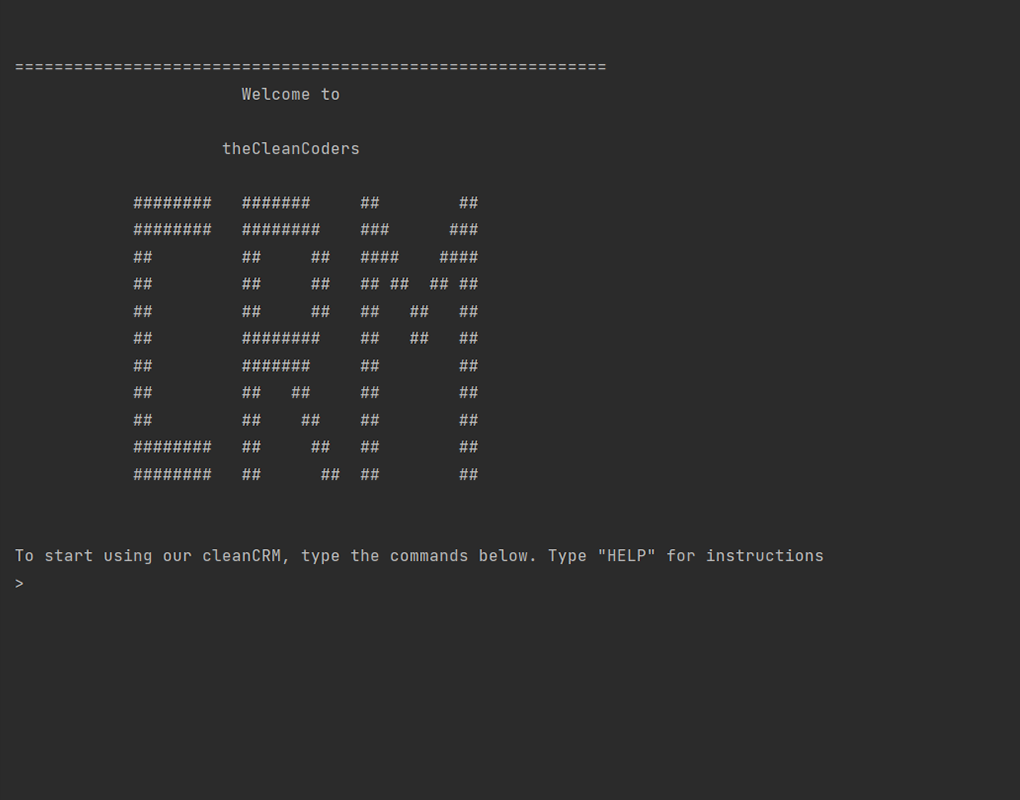 ============================================================
                       Welcome to

                     theCleanCoders

            ########   #######     ##        ##
            ########   ########    ###      ###
            ##         ##     ##   ####    ####
            ##         ##     ##   ## ##  ## ##
            ##         ##     ##   ##   ##   ##
            ##         ########    ##   ##   ##
            ##         #######     ##        ##
            ##         ##   ##     ##        ##
            ##         ##    ##    ##        ##
            ########   ##     ##   ##        ##
            ########   ##      ##  ##        ##


To start using our cleanCRM, type the commands below. Type "HELP" for instructions
>